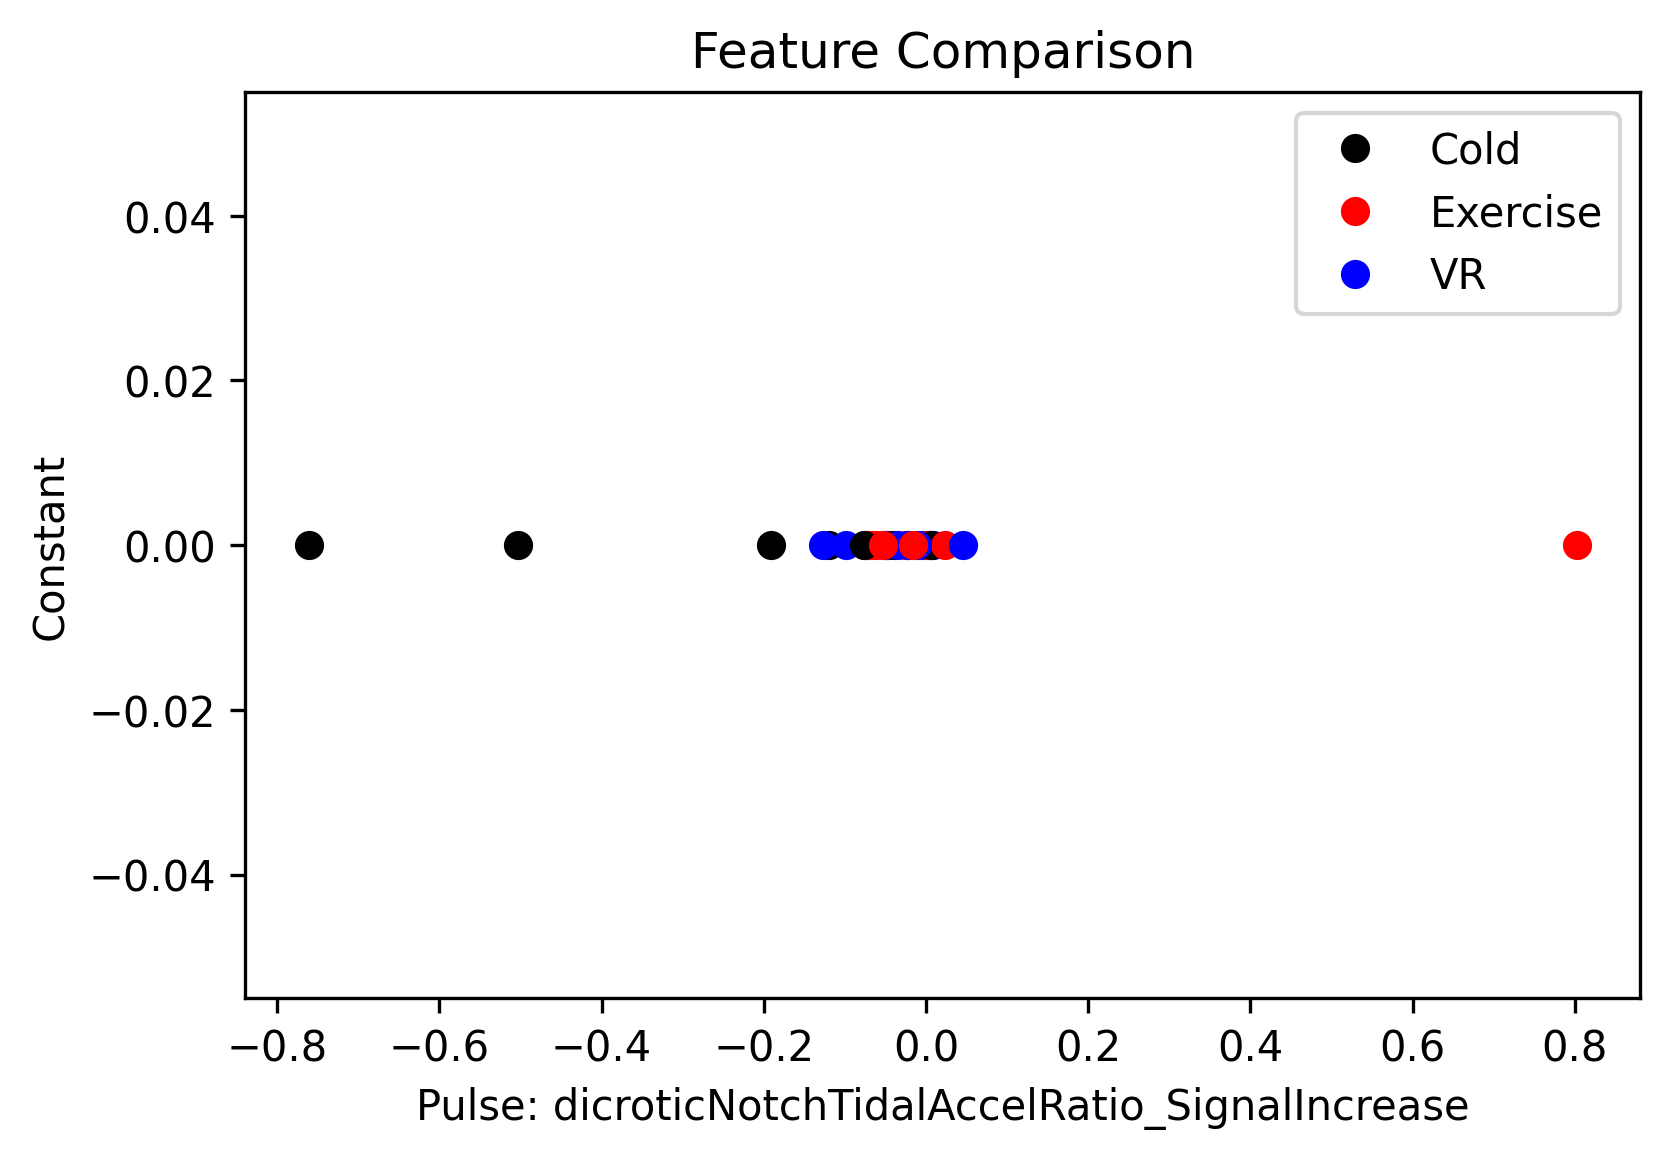 Feature Comparison
Cold
Exercise
VR
0.04
0.02
0.00
−0.02
−0.04
Constant
−0.8 −0.6 −0.4 −0.2 0.0 0.2 0.4 0.6 0.8
Pulse: dicroticNotchTidalAccelRatio_SignalIncrease